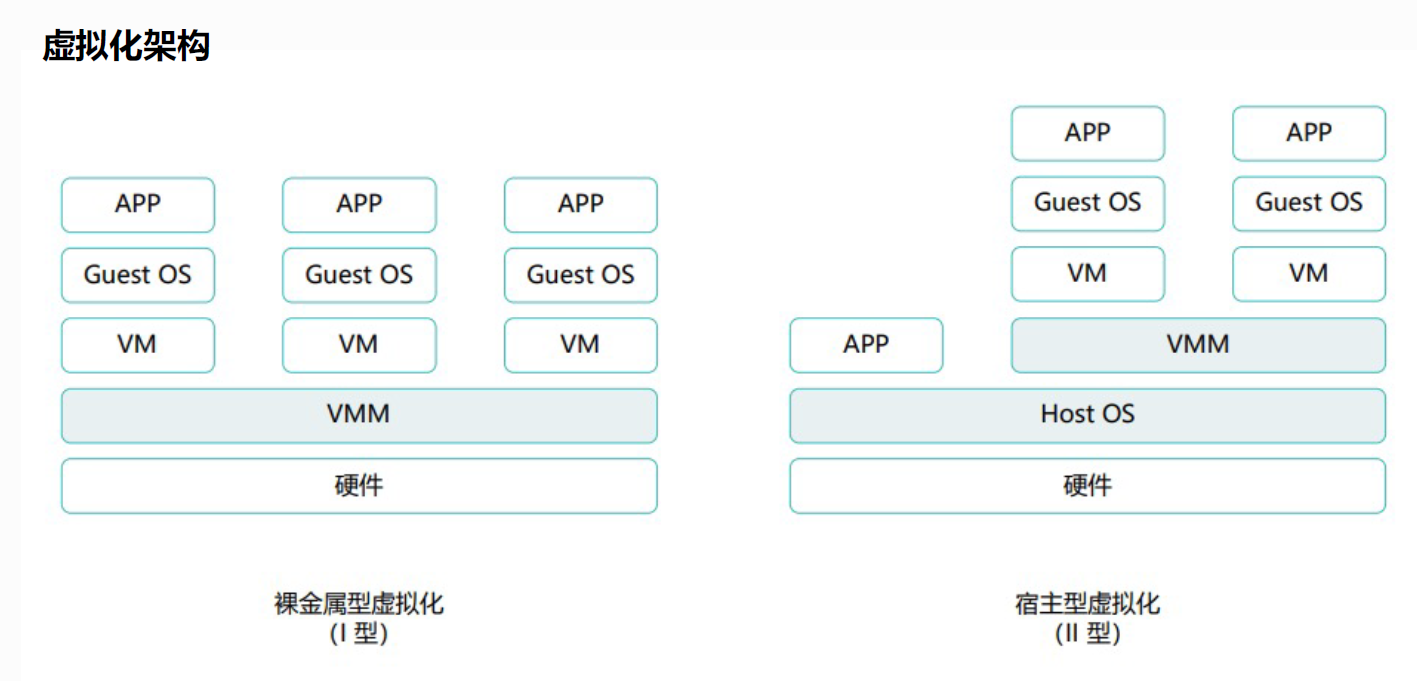 虚拟化架构
APP APP APP
Guest OS Guest OS Guest OS
VM VM VM
VMM
硬件
裸金属型虚拟化
(I 型)
APP APP
Guest OS Guest OS
VM VM
APP VMM
Host OS
硬件
宿主型虚拟化
(II 型)